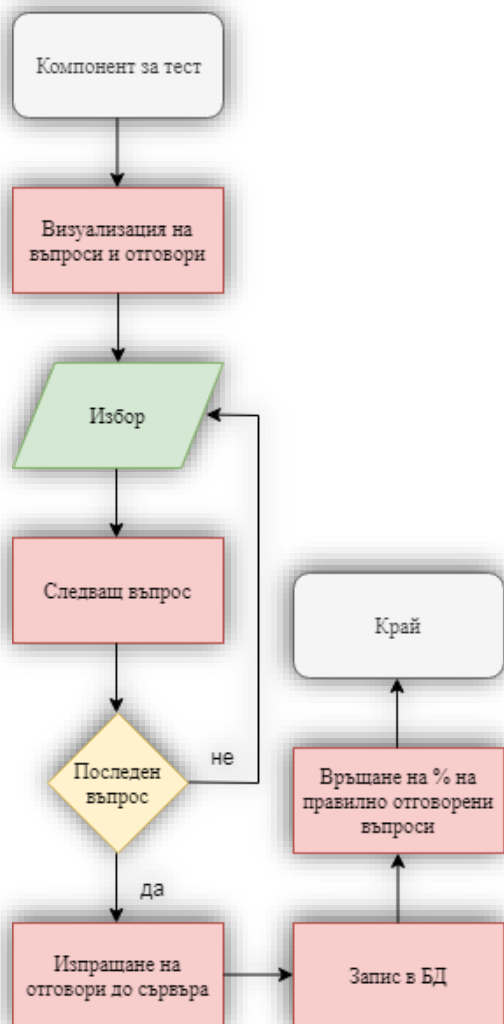 Компонент за тест
Визуализация на
въпроси и отговори
Избор
Следващ въпрос
Последен
въпрос
не
да
Изпращане на
отговори до сървъра
Запис в БД
Връщане на % на
правилно отговорени
въпроси
Край